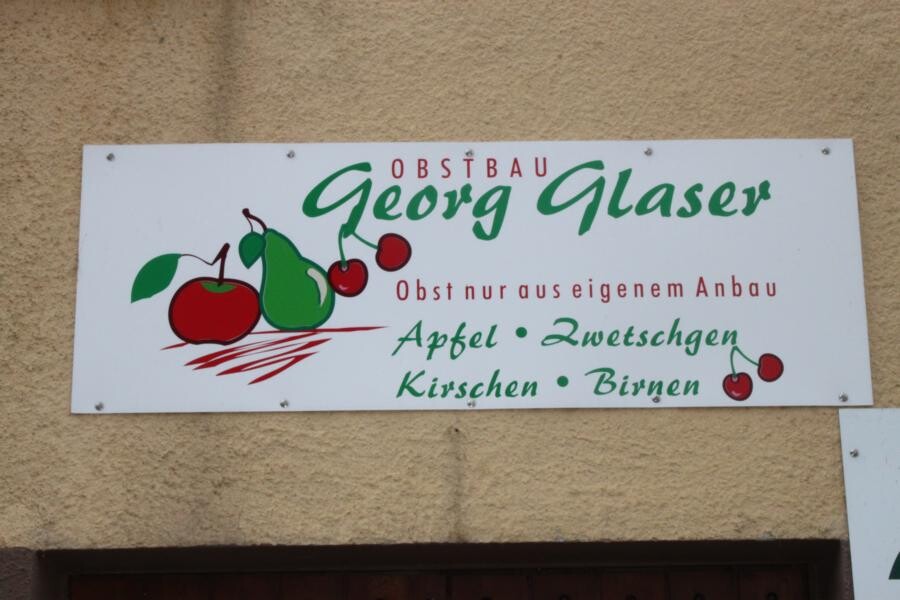 OBSTBAU
Georg Glaser
Obst nur aus eigenem Anbau
Apfel • Zwetschgen
Kirschen • Birnen